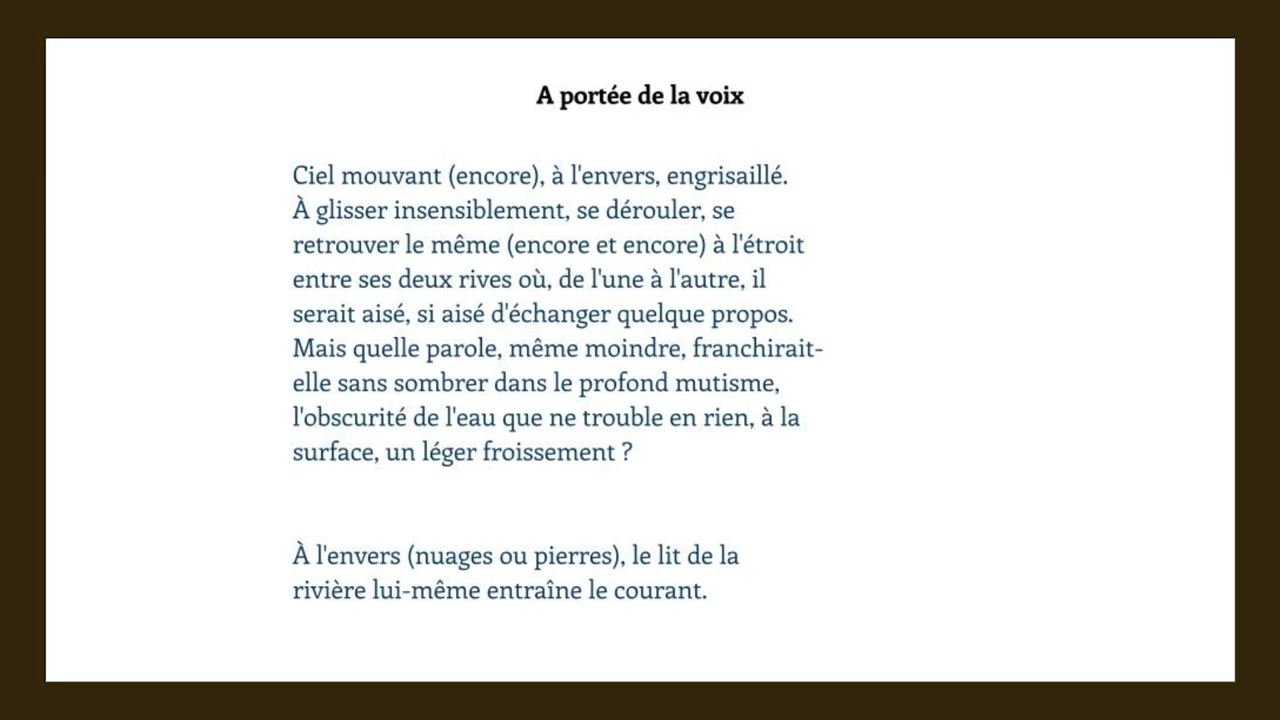 A portée de la voix
Ciel mouvant (encore), à l'envers, engrisaillé.
À glisser insensiblement, se dérouler, se
retrouver le même (encore et encore) à l'étroit
entre ses deux rives où, de l'une à l'autre, il
serait aisé, si aisé d'échanger quelque propos.
Mais quelle parole, même moindre, franchirait-
elle sans sombrer dans le profond mutisme,
l'obscurité de l'eau que ne trouble en rien, à la
surface, un léger froissement ?
À l'envers (nuages ou pierres), le lit de la
rivière lui-même entraîne le courant.